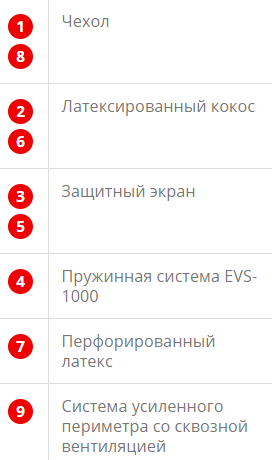 1 Чехол
8
2 Латексированный кокос
6
3 Защитный экран
5
4 Пружинная система EVS-
1000
7 Перфорированный
латекс
9 Система усиленного
периметра со сквозной
вентиляцией